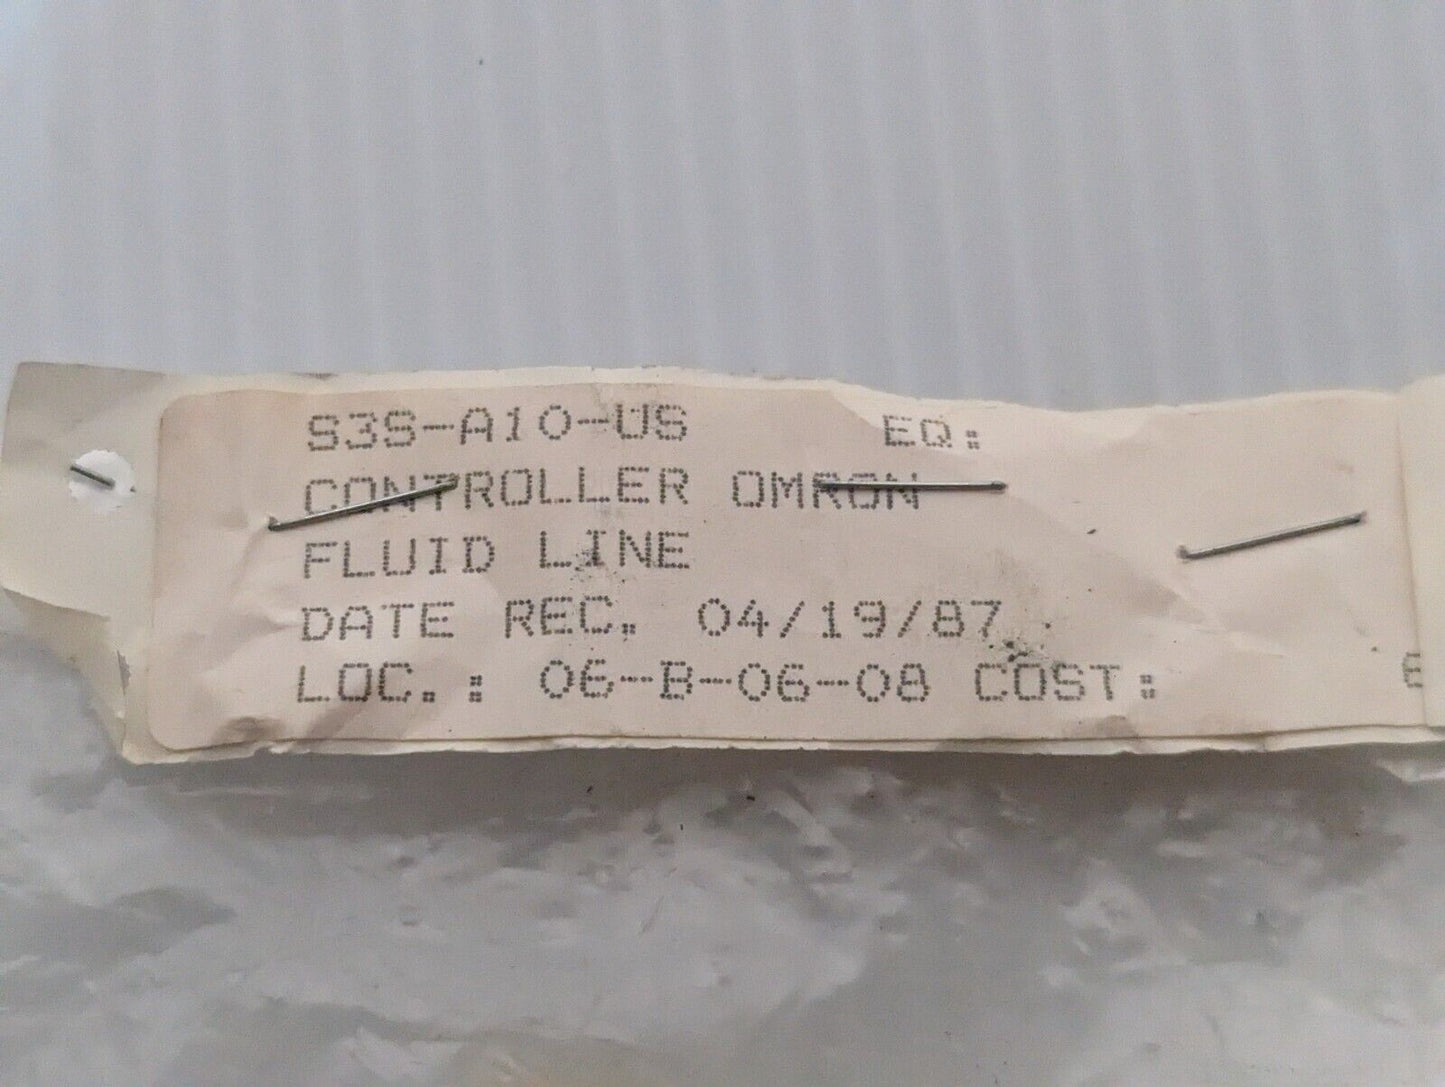 S3S-A10-US EQ:
CONTROLLER OMRON
FLUID LINE
DATE REC. 04/19/87
LOC.: 06-B-06-08 COST: